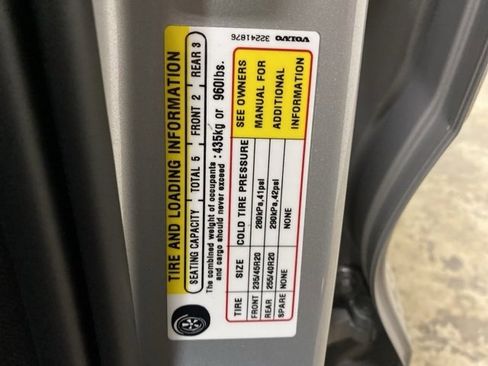 TIRE AND LOADING INFORMATION
SEATING CAPACITY | TOTAL 5 | FRONT 2 | REAR 3
The combined weight of occupants and cargo should never exceed : 435kg or 960lbs.
TIRE SIZE COLD TIRE PRESSURE
FRONT 235/45R20 280kPa,41psi
REAR 255/40R20 290kPa,42psi
SPARE NONE NONE
SEE OWNERS
MANUAL FOR
ADDITIONAL
INFORMATION
VOLVO 32241876